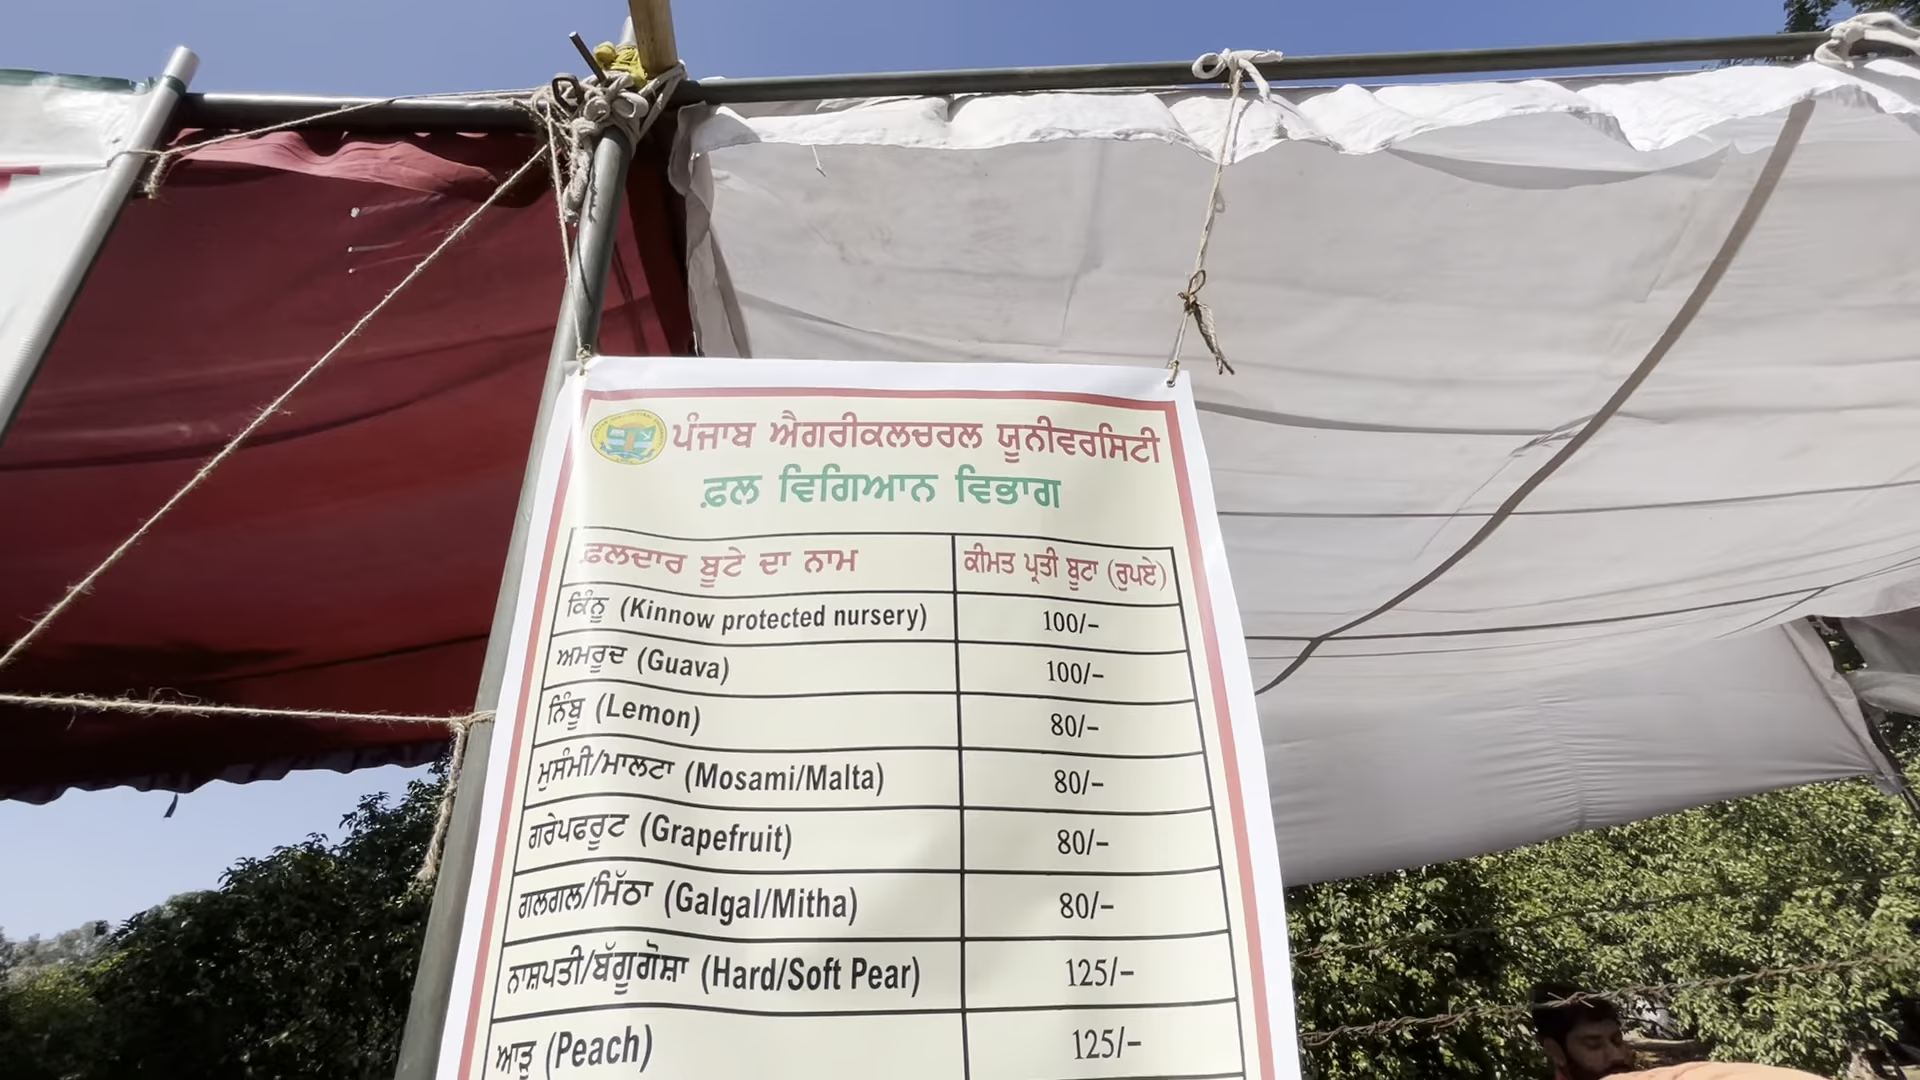 ਪੰਜਾਬ ਐਗਰੀਕਲਚਰਲ ਯੂਨੀਵਰਸਿਟੀ
ਫ਼ਲ ਵਿਗਿਆਨ ਵਿਭਾਗ
ਫ਼ਲਦਾਰ ਬੂਟੇ ਦਾ ਨਾਮ ਕੀਮਤ ਪ੍ਰਤੀ ਬੂਟਾ (ਰੁਪਏ)
ਕਿੰਨੂ (Kinnow protected nursery) 100/-
ਅਮਰੂਦ (Guava) 100/-
ਨਿੰਬੂ (Lemon) 80/-
ਮੁਸੰਮੀ/ਮਾਲਟਾ (Mosami/Malta) 80/-
ਗਰੇਪਫਰੂਟ (Grapefruit) 80/-
ਗਲਗਲ/ਮਿੱਠਾ (Galgal/Mitha) 80/-
ਨਾਸ਼ਪਤੀ/ਬੱਗੂਗੋਸ਼ਾ (Hard/Soft Pear) 125/-
ਆੜੂ (Peach) 125/-